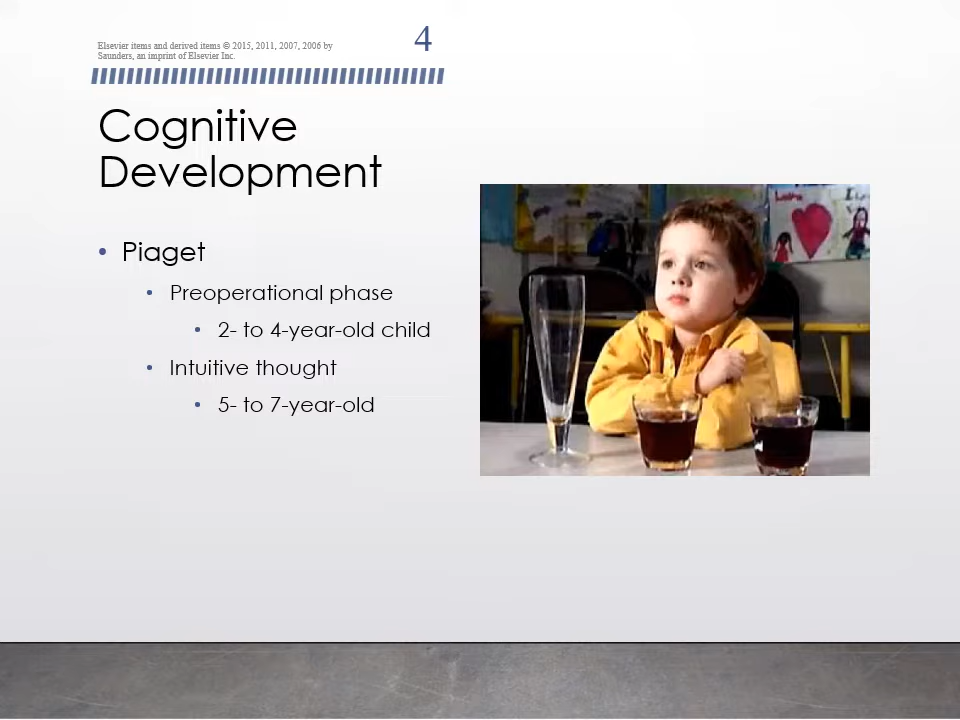 Elsevier items and derived items © 2015, 2011, 2007, 2006 by
Saunders, an imprint of Elsevier Inc.
4
Cognitive
Development
• Piaget
• Preoperational phase
• 2- to 4-year-old child
• Intuitive thought
• 5- to 7-year-old